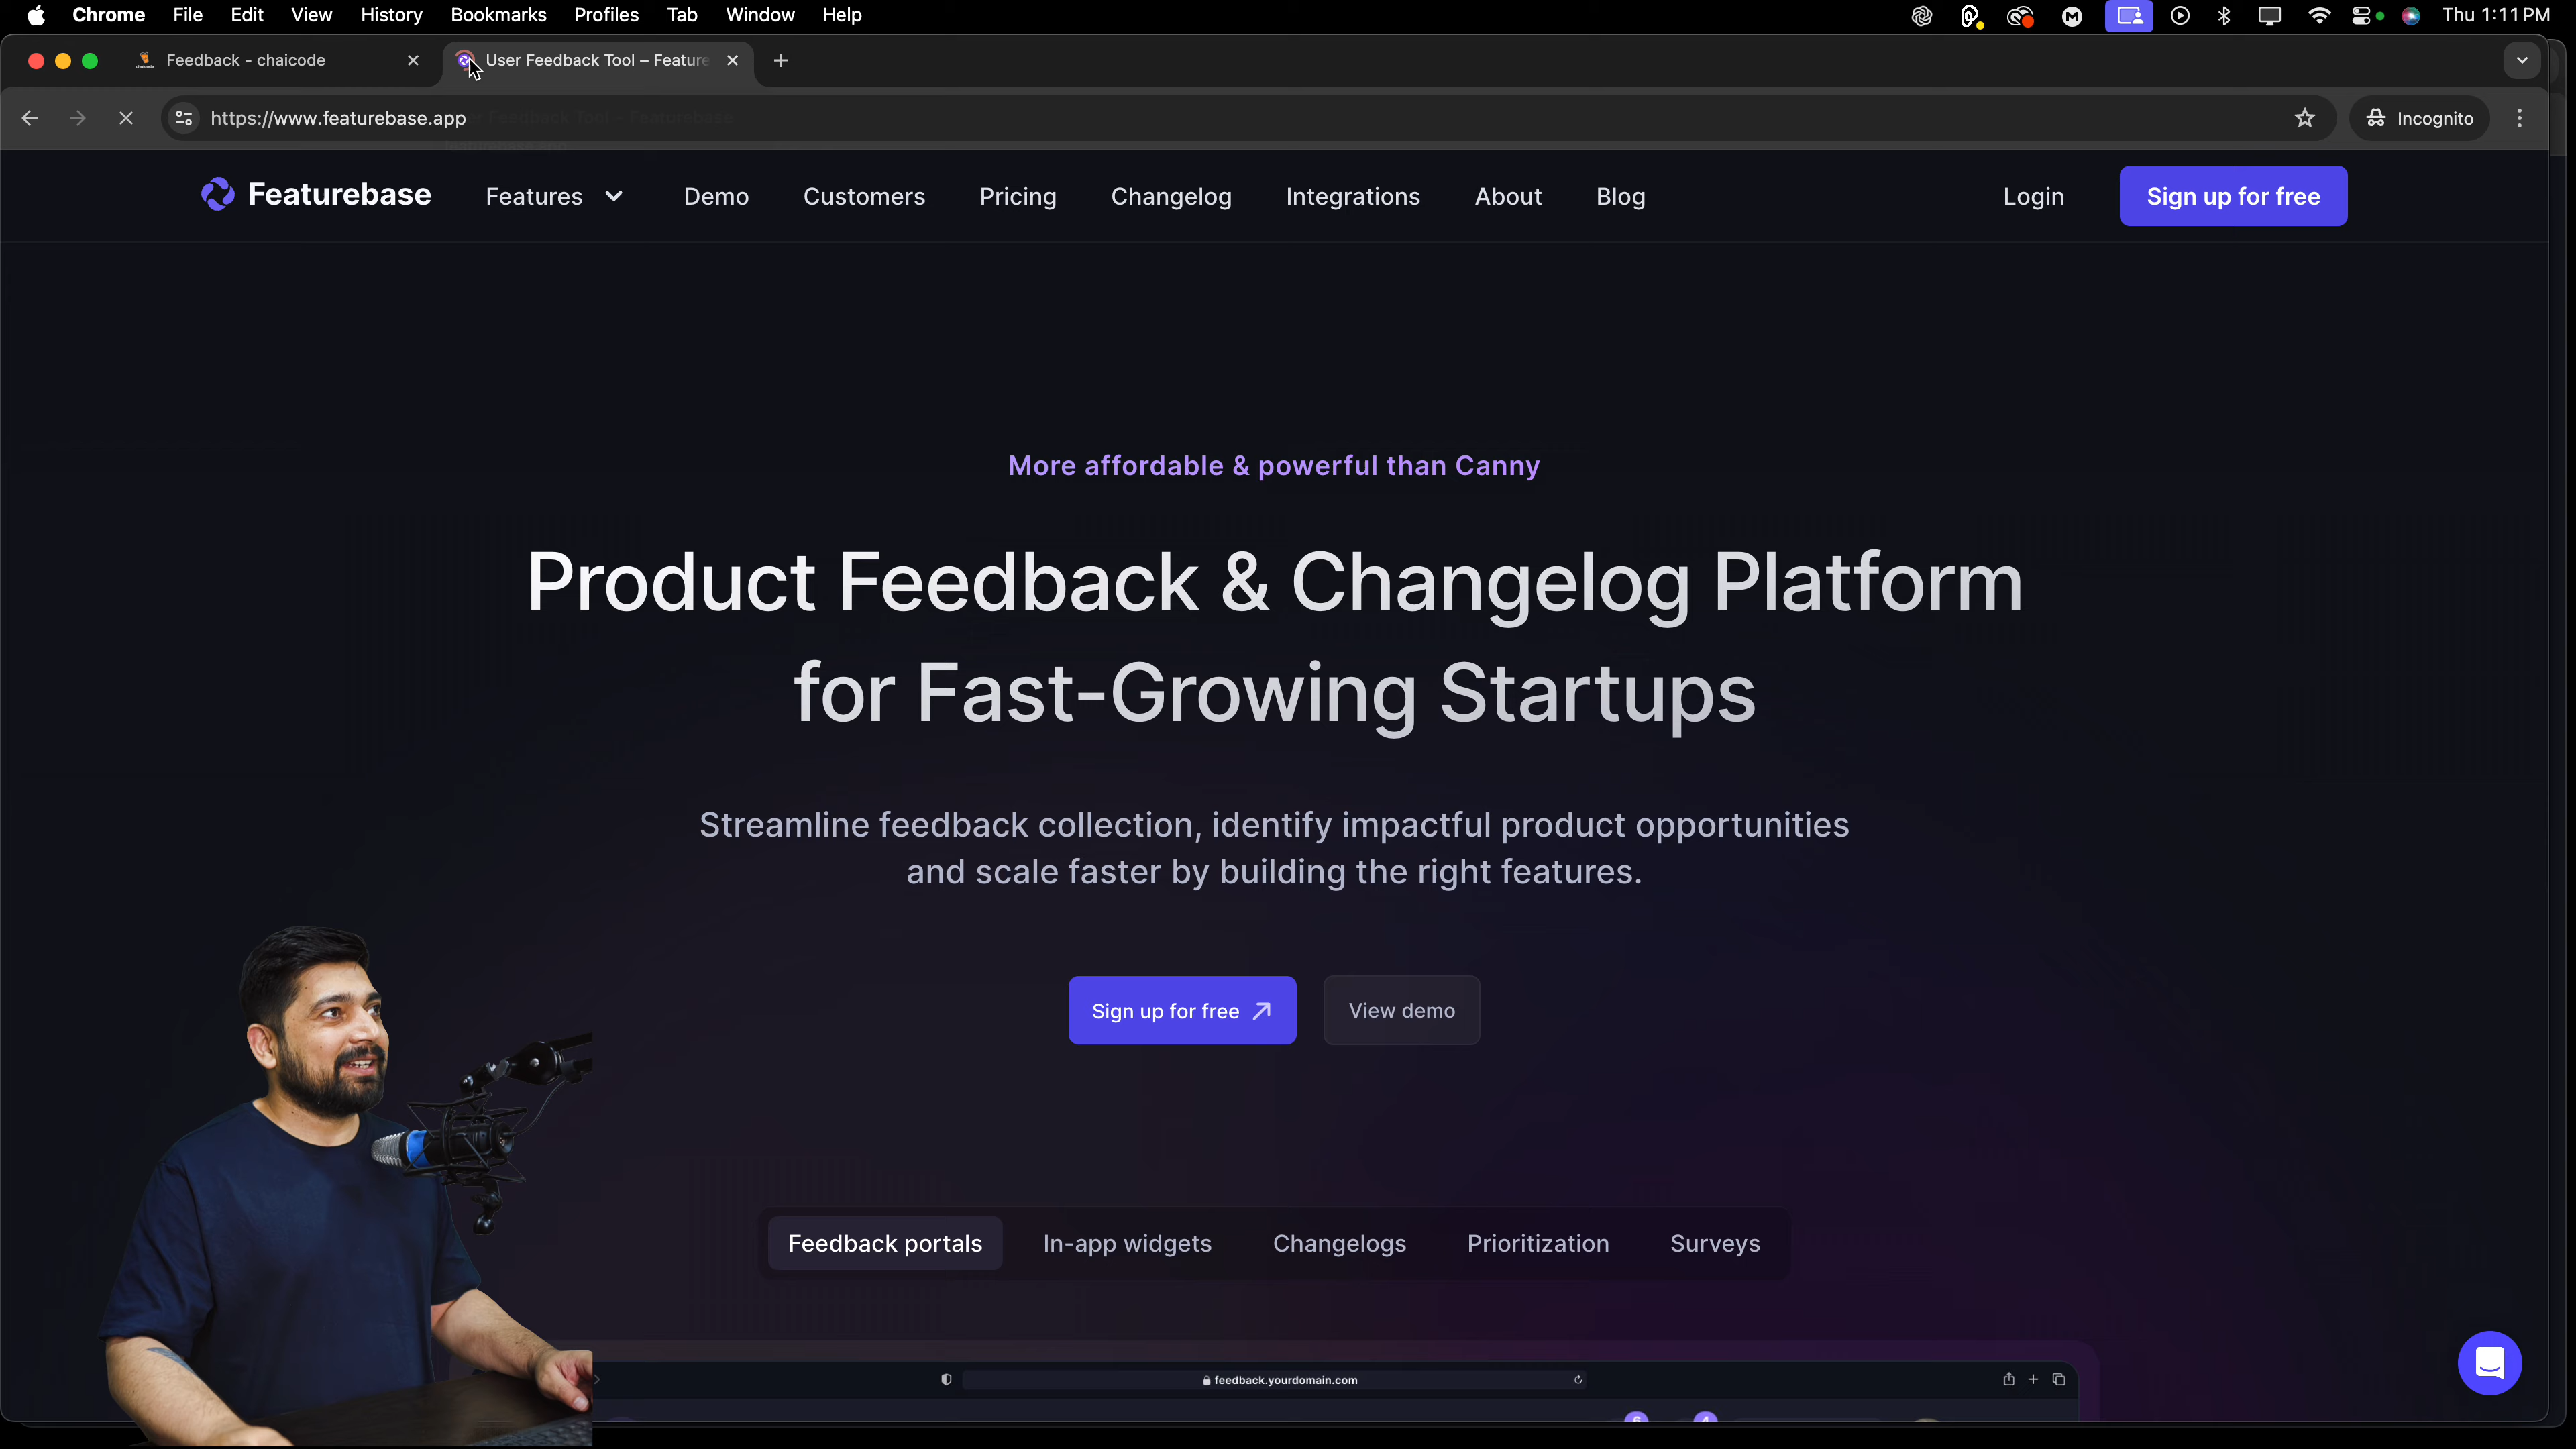 Chrome File Edit View History Bookmarks Profiles Tab Window Help
Thu 1:11 PM
Feedback - chaicode
User Feedback Tool – Feature
https://www.featurebase.app
Incognito
Featurebase
Features
Demo
Customers
Pricing
Changelog
Integrations
About
Blog
Login
Sign up for free
More affordable & powerful than Canny
Product Feedback & Changelog Platform
for Fast-Growing Startups
Streamline feedback collection, identify impactful product opportunities
and scale faster by building the right features.
Sign up for free
View demo
Feedback portals
In-app widgets
Changelogs
Prioritization
Surveys
feedback.yourdomain.com